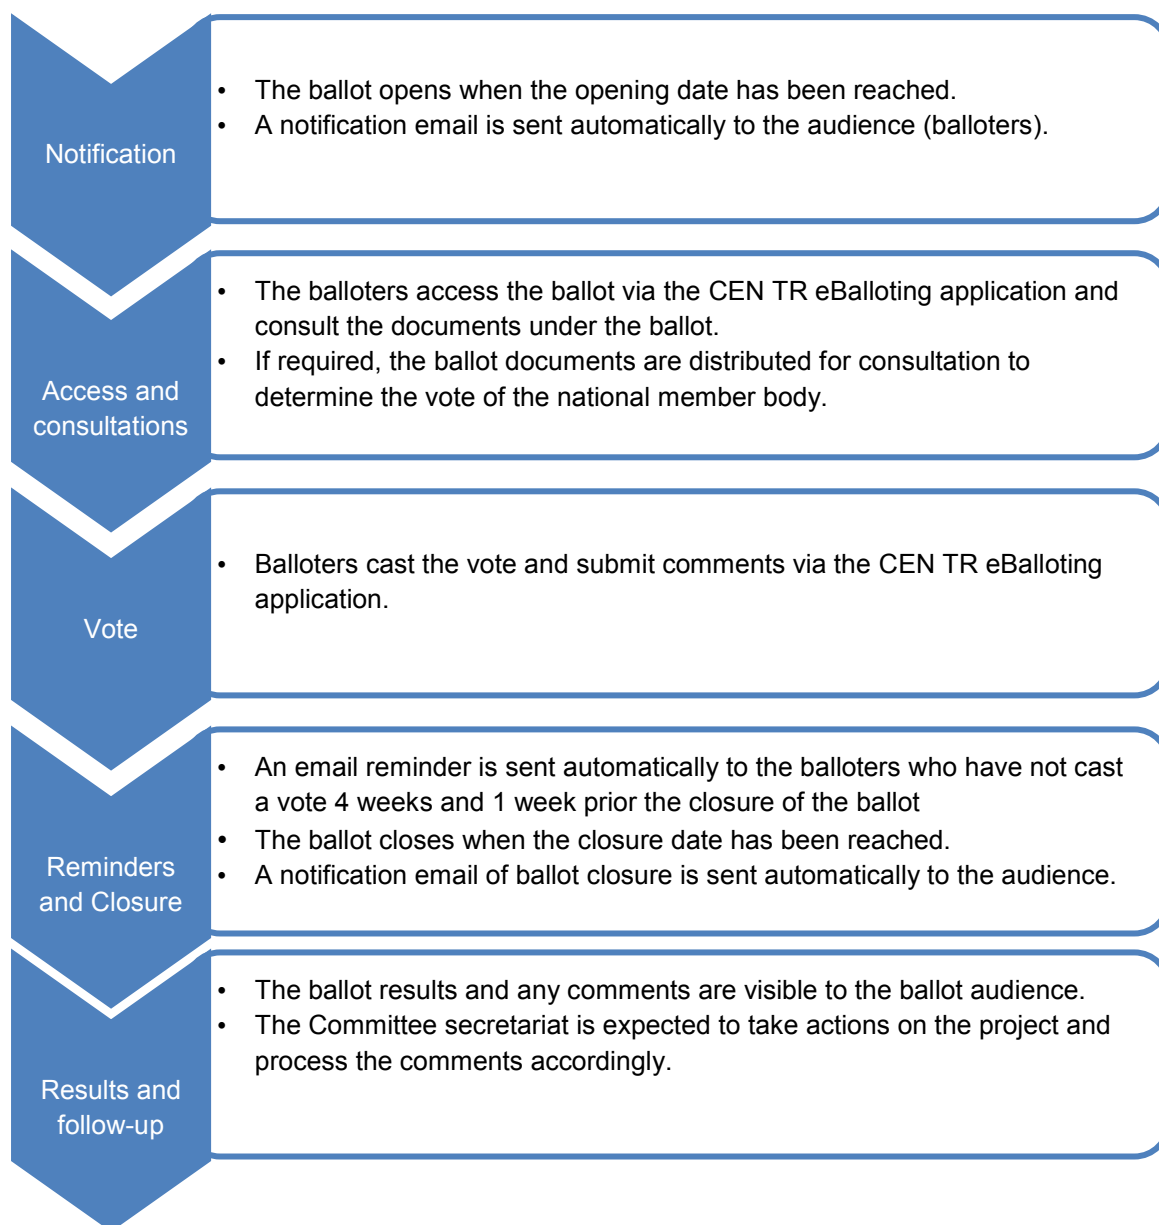 Notification
• The ballot opens when the opening date has been reached.
• A notification email is sent automatically to the audience (balloters).
Access and
consultations
• The balloters access the ballot via the CEN TR eBalloting application and
consult the documents under the ballot.
• If required, the ballot documents are distributed for consultation to
determine the vote of the national member body.
Vote
• Balloters cast the vote and submit comments via the CEN TR eBalloting
application.
Reminders
and Closure
• An email reminder is sent automatically to the balloters who have not cast
a vote 4 weeks and 1 week prior the closure of the ballot
• The ballot closes when the closure date has been reached.
• A notification email of ballot closure is sent automatically to the audience.
Results and
follow-up
• The ballot results and any comments are visible to the ballot audience.
• The Committee secretariat is expected to take actions on the project and
process the comments accordingly.